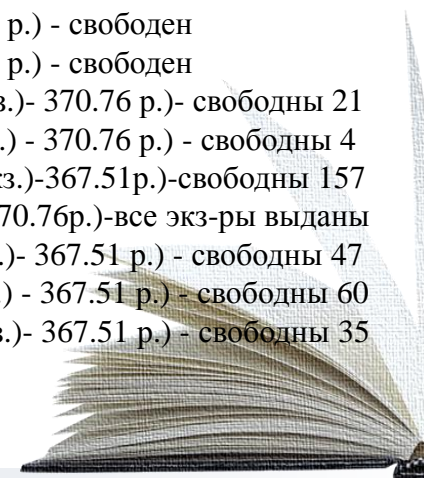 р.) - свободен
р.) - свободен
з.)- 370.76 р.)- свободны 21
.) - 370.76 р.) - свободны 4
кз.)-367.51р.)-свободны 157
70.76р.)-все экз-ры выданы
.)- 367.51 р.) - свободны 47
.) - 367.51 р.) - свободны 60
з.)- 367.51 р.) - свободны 35